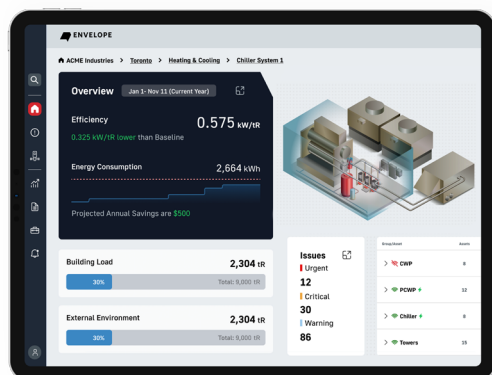 ENVELOPE
ACME Industries > Toronto > Heating & Cooling > Chiller System 1
Overview Jan 1- Nov 11 (Current Year)
Efficiency 0.575 kW/tR
0.325 kW/tR lower than Baseline
Energy Consumption 2,664 kWh
Projected Annual Savings are $500
Building Load 2,304 tR
30% Total: 9,000 tR
External Environment 2,304 tR
30% Total: 9,000 tR
Issues
Urgent
12
Critical
30
Warning
86
Group/Asset Assets
> CWP 8
> PCWP 12
> Chiller 8
> Towers 15